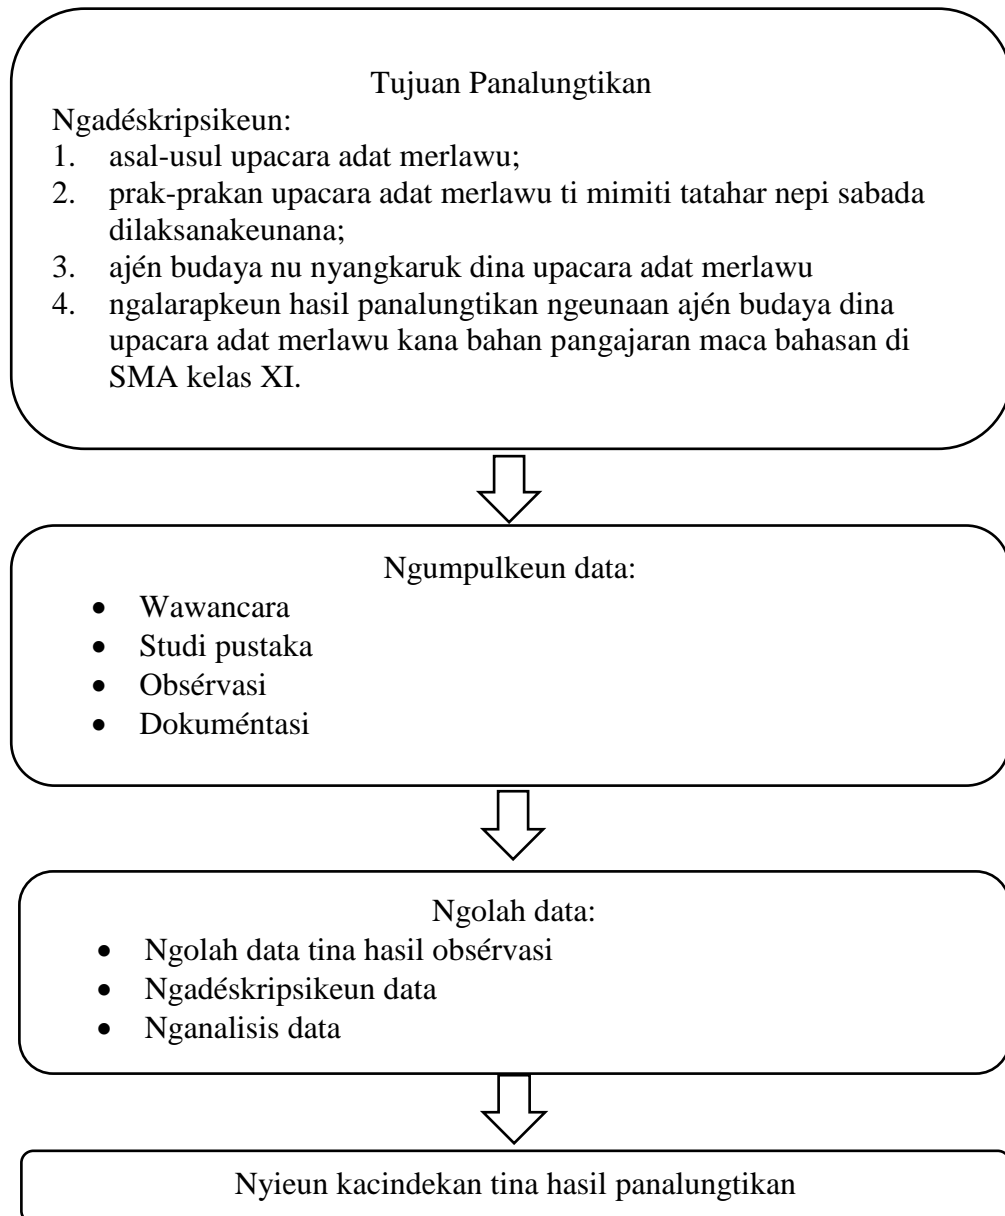 Tujuan Panalungtikan
Ngadéskripsikeun:
1. asal-usul upacara adat merlawu;
2. prak-prakan upacara adat merlawu ti mimiti tatahar nepi sabada
dilaksanakeunana;
3. ajén budaya nu nyangkaruk dina upacara adat merlawu
4. ngalarapkeun hasil panalungtikan ngeunaan ajén budaya dina
upacara adat merlawu kana bahan pangajaran maca bahasan di
SMA kelas XI.
Ngumpulkeun data:
• Wawancara
• Studi pustaka
• Obsérvasi
• Dokuméntasi
Ngolah data:
• Ngolah data tina hasil obsérvasi
• Ngadéskripsikeun data
• Nganalisis data
Nyieun kacindekan tina hasil panalungtikan